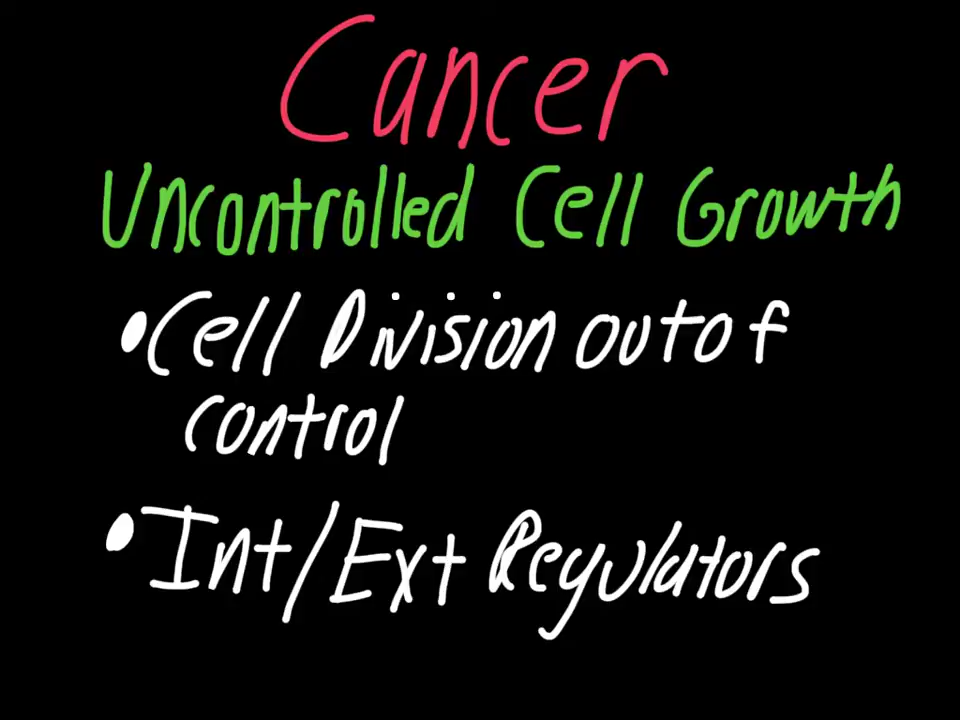 Cancer
Uncontrolled Cell Growth
•Cell Division out of
control
•Int/Ext Regulators